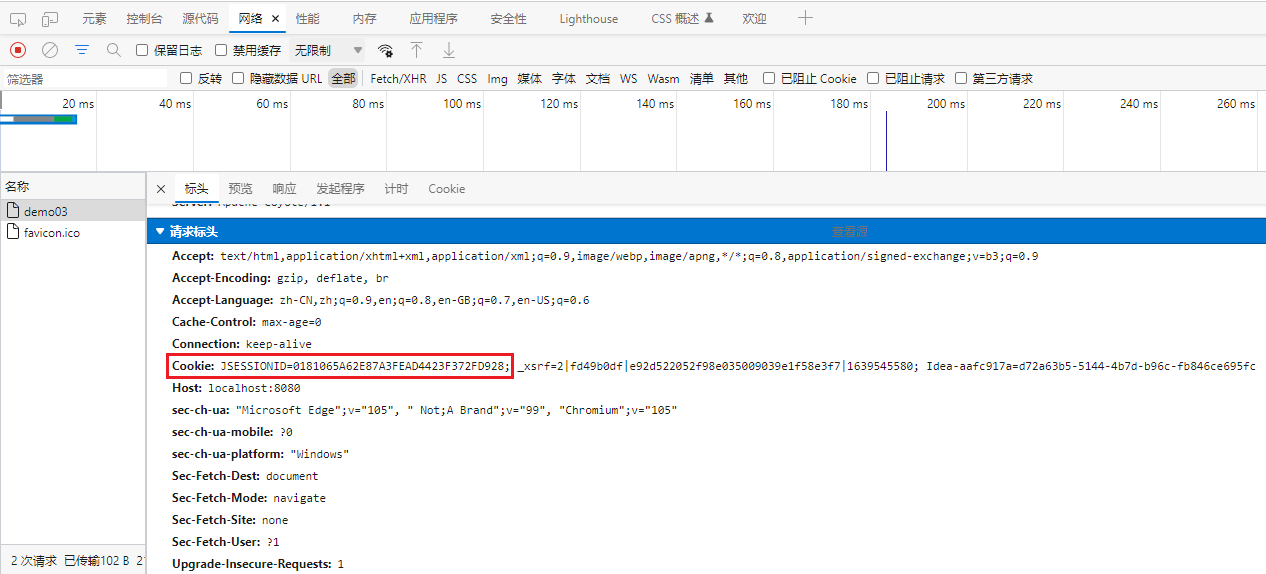 元素 控制台 源代码 网络 × 性能 内存 应用程序 安全性 Lighthouse CSS 概述 欢迎
保留日志 禁用缓存 无限制
筛选器 反转 隐藏数据 URL 全部 Fetch/XHR JS CSS Img 媒体 字体 文档 WS Wasm 清单 其他 已阻止 Cookie 已阻止请求 第三方请求
20 ms 40 ms 60 ms 80 ms 100 ms 120 ms 140 ms 160 ms 180 ms 200 ms 220 ms 240 ms 260 ms
名称
demo03
favicon.ico
2 次请求 已传输102 B
× 标头 预览 响应 发起程序 计时 Cookie
Server: Apache-Coyote/1.1
请求标头 查看源
Accept: text/html,application/xhtml+xml,application/xml;q=0.9,image/webp,image/apng,*/*;q=0.8,application/signed-exchange;v=b3;q=0.9
Accept-Encoding: gzip, deflate, br
Accept-Language: zh-CN,zh;q=0.9,en;q=0.8,en-GB;q=0.7,en-US;q=0.6
Cache-Control: max-age=0
Connection: keep-alive
Cookie: JSESSIONID=0181065A62E87A3FEAD4423F372FD928; _xsrf=2|fd49b0df|e92d522052f98e035009039e1f58e3f7|1639545580; Idea-aafc917a=d72a63b5-5144-4b7d-b96c-fb846ce695fc
Host: localhost:8080
sec-ch-ua: "Microsoft Edge";v="105", " Not;A Brand";v="99", "Chromium";v="105"
sec-ch-ua-mobile: ?0
sec-ch-ua-platform: "Windows"
Sec-Fetch-Dest: document
Sec-Fetch-Mode: navigate
Sec-Fetch-Site: none
Sec-Fetch-User: ?1
Upgrade-Insecure-Requests: 1